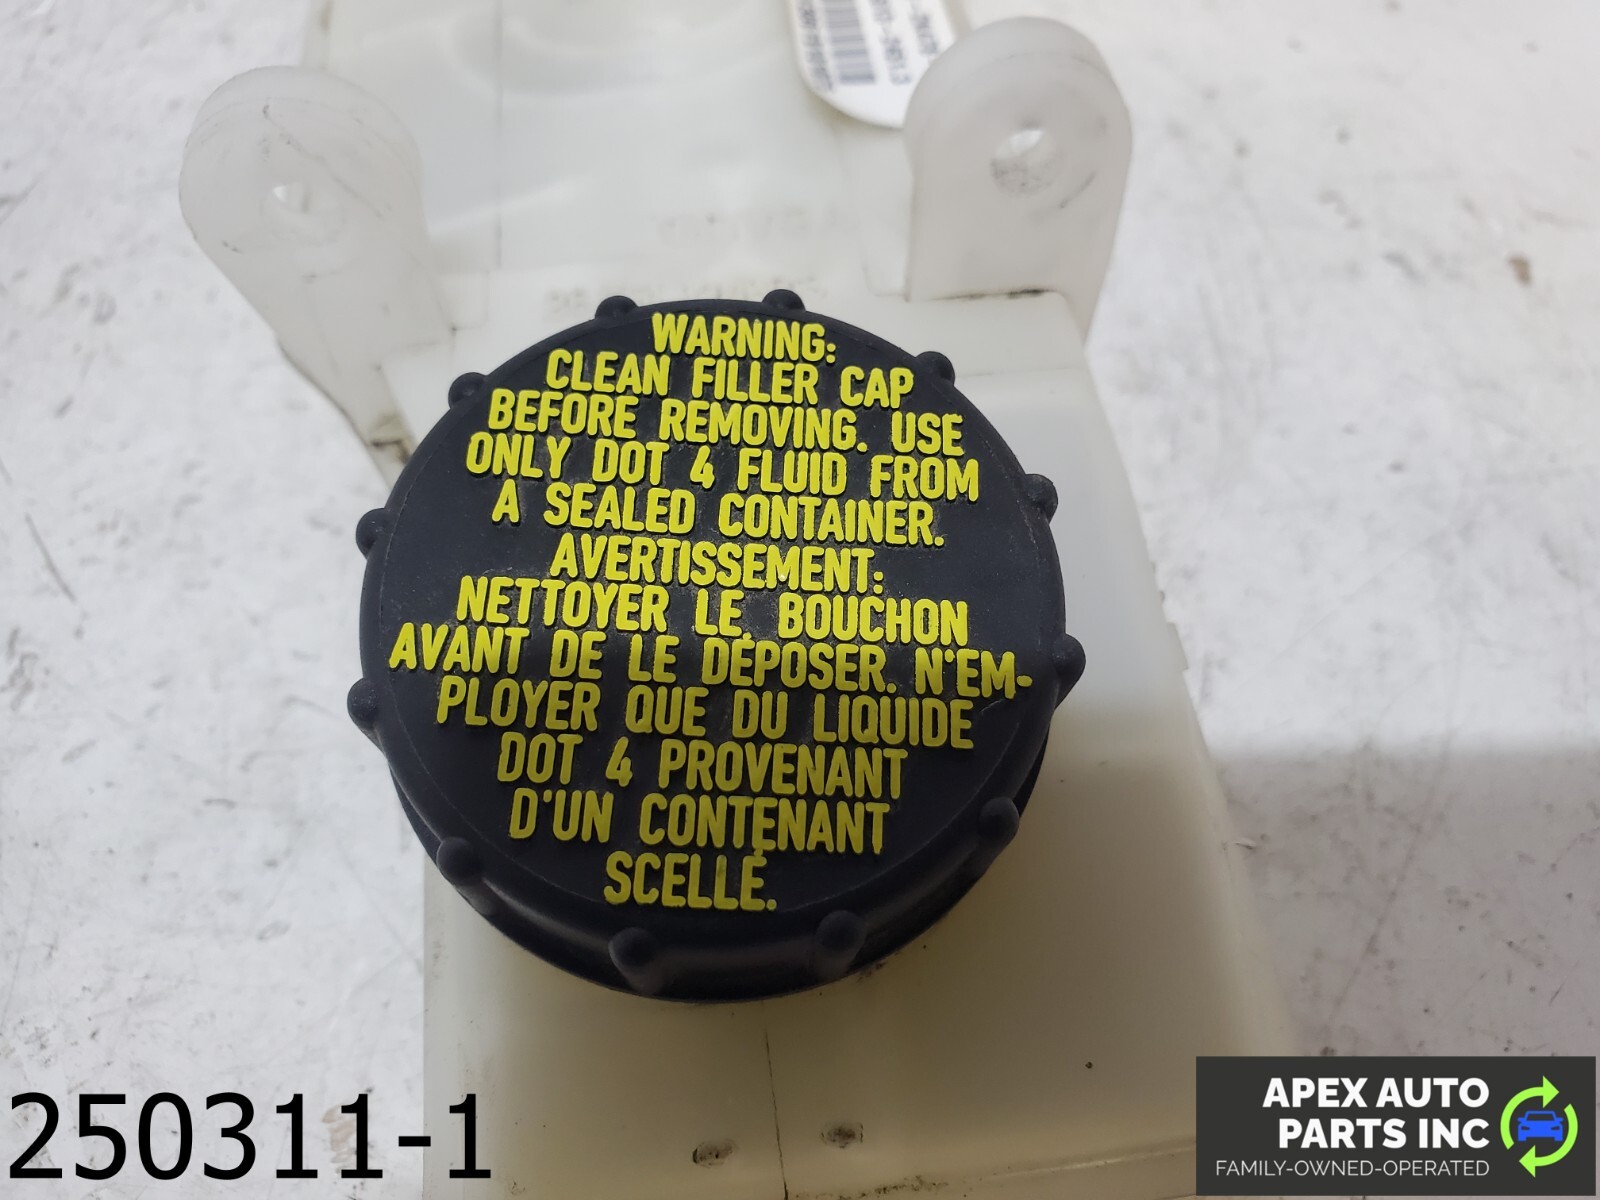 WARNING:
CLEAN FILLER CAP
BEFORE REMOVING. USE
ONLY DOT 4 FLUID FROM
A SEALED CONTAINER.
AVERTISSEMENT:
NETTOYER LE BOUCHON
AVANT DE LE DÉPOSER. N'EM-
PLOYER QUE DU LIQUIDE
DOT 4 PROVENANT
D'UN CONTENANT
SCELLÉ.
250311-1
APEX AUTO
PARTS INC
FAMILY-OWNED-OPERATED